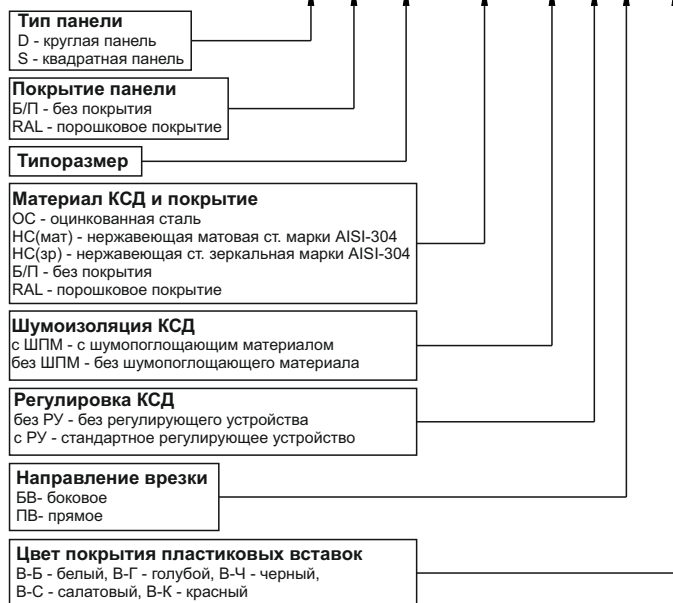 Тип панели
D - круглая панель
S - квадратная панель
Покрытие панели
Б/П - без покрытия
RAL - порошковое покрытие
Типоразмер
Материал КСД и покрытие
ОС - оцинкованная сталь
НС(мат) - нержавеющая матовая ст. марки AISI-304
НС(зр) - нержавеющая ст. зеркальная марки AISI-304
Б/П - без покрытия
RAL - порошковое покрытие
Шумоизоляция КСД
с ШПМ - с шумопоглощающим материалом
без ШПМ - без шумопоглощающего материала
Регулировка КСД
без РУ - без регулирующего устройства
с РУ - стандартное регулирующее устройство
Направление врезки
БВ- боковое
ПВ- прямое
Цвет покрытия пластиковых вставок
В-Б - белый, В-Г - голубой, В-Ч - черный,
В-С - салатовый, В-К - красный